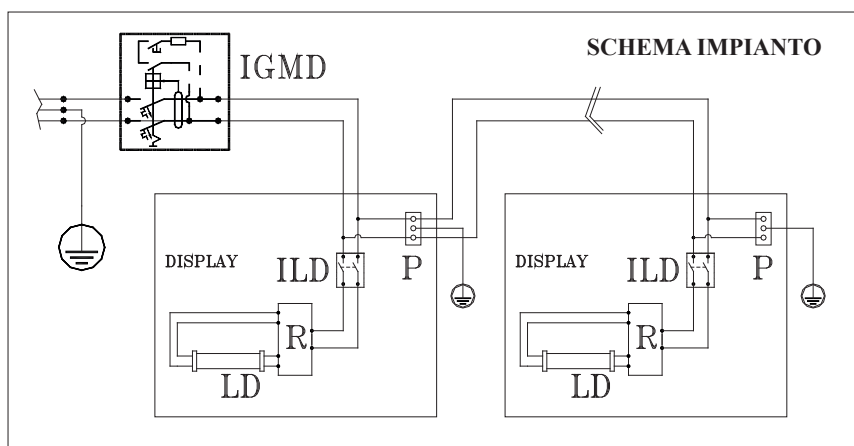 SCHEMA IMPIANTO
IGMD
DISPLAY
ILD
P
R
LD
DISPLAY
ILD
P
R
LD